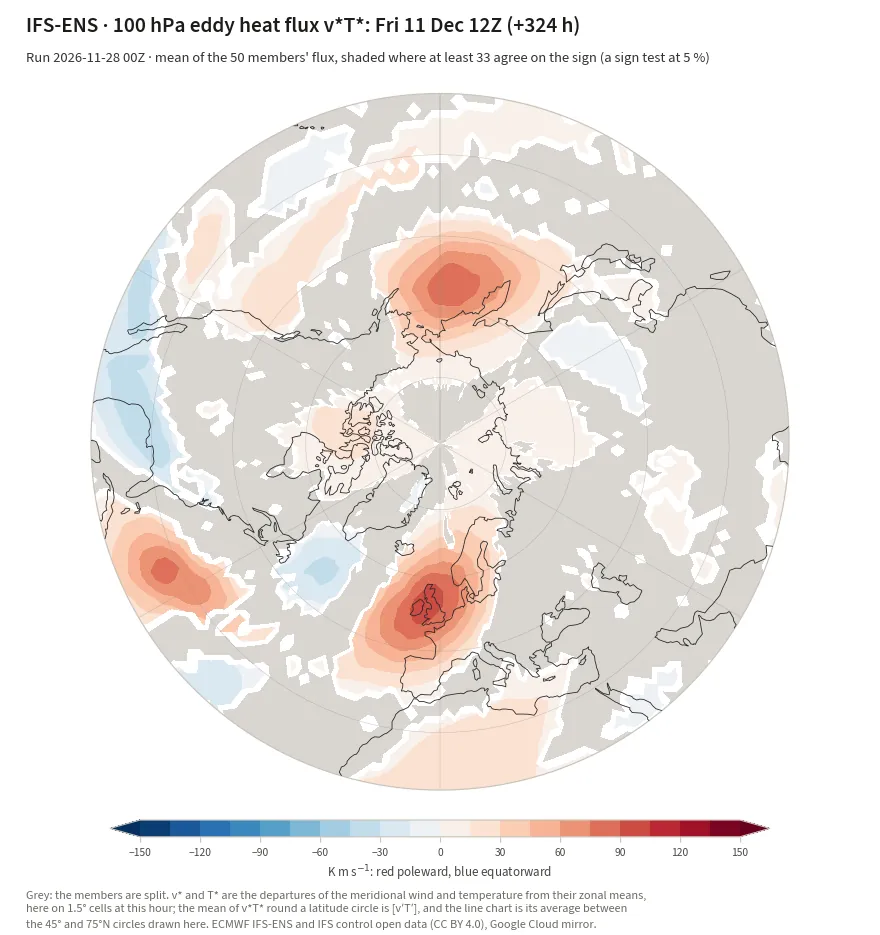 IFS-ENS · 100 hPa eddy heat flux v*T*: Fri 11 Dec 12Z (+324 h)
Run 2026-11-28 00Z · mean of the 50 members' flux, shaded where at least 33 agree on the sign (a sign test at 5 %)
−150 −120 −90 −60 −30 0 30 60 90 120 150
K m s⁻¹: red poleward, blue equatorward
Grey: the members are split. v* and T* are the departures of the meridional wind and temperature from their zonal means,
here on 1.5° cells at this hour; the mean of v*T* round a latitude circle is [v′T′], and the line chart is its average between
the 45° and 75°N circles drawn here. ECMWF IFS-ENS and IFS control open data (CC BY 4.0), Google Cloud mirror.